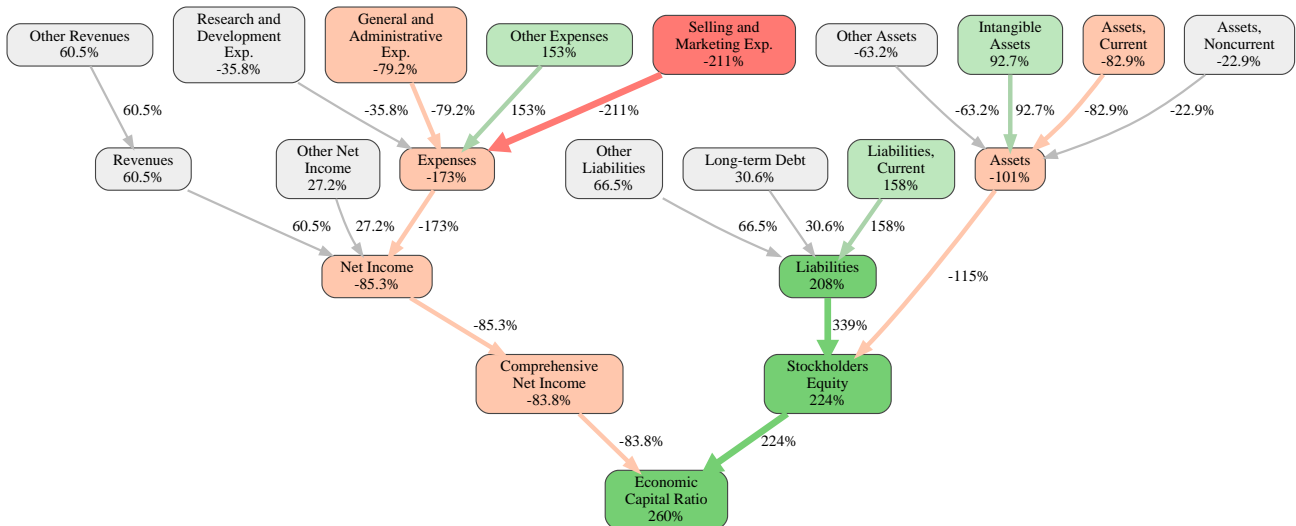 Other Revenues
60.5%
Research and
Development
Exp.
-35.8%
General and
Administrative
Exp.
-79.2%
Other Expenses
153%
Selling and
Marketing Exp.
-211%
Other Assets
-63.2%
Intangible
Assets
92.7%
Assets,
Current
-82.9%
Assets,
Noncurrent
-22.9%
60.5%
-35.8%
-79.2%
153%
-211%
-63.2%
92.7%
-82.9%
-22.9%
Revenues
60.5%
Other Net
Income
27.2%
Expenses
-173%
Other
Liabilities
66.5%
Long-term Debt
30.6%
Liabilities,
Current
158%
Assets
-101%
60.5%
27.2%
-173%
66.5%
30.6%
158%
Net Income
-85.3%
Liabilities
208%
-115%
-85.3%
339%
Comprehensive
Net Income
-83.8%
Stockholders
Equity
224%
-83.8%
224%
Economic
Capital Ratio
260%